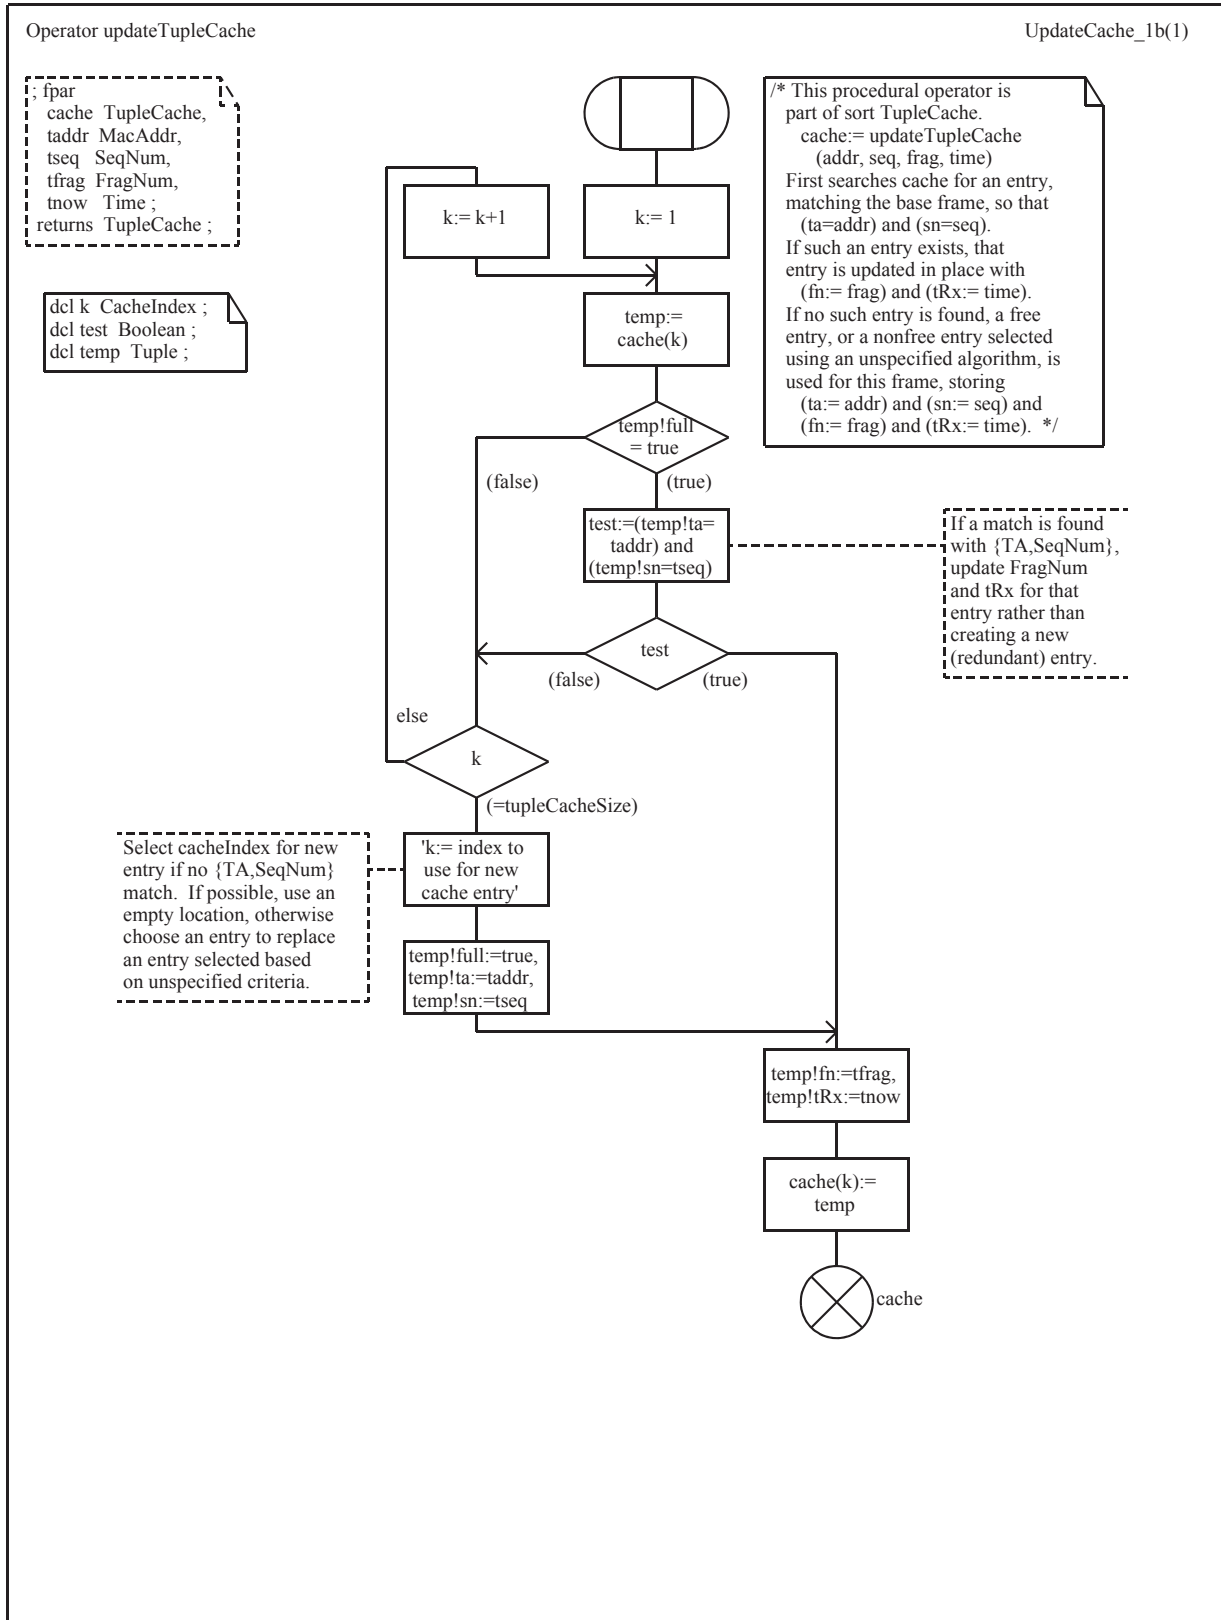 Operator updateTupleCache
UpdateCache_1b(1)
; fpar
cache TupleCache,
taddr MacAddr,
tseq SeqNum,
tfrag FragNum,
tnow Time ;
returns TupleCache ;
dcl k CacheIndex ;
dcl test Boolean ;
dcl temp Tuple ;
/* This procedural operator is
part of sort TupleCache.
cache:= updateTupleCache
(addr, seq, frag, time)
First searches cache for an entry,
matching the base frame, so that
(ta=addr) and (sn=seq).
If such an entry exists, that
entry is updated in place with
(fn:= frag) and (tRx:= time).
If no such entry is found, a free
entry, or a nonfree entry selected
using an unspecified algorithm, is
used for this frame, storing
(ta:= addr) and (sn:= seq) and
(fn:= frag) and (tRx:= time). */
k:= k+1
k:= 1
temp:=
cache(k)
temp!full
= true
(false)
(true)
test:=(temp!ta=
taddr) and
(temp!sn=tseq)
If a match is found
with {TA,SeqNum},
update FragNum
and tRx for that
entry rather than
creating a new
(redundant) entry.
test
(false)
(true)
else
k
(=tupleCacheSize)
Select cacheIndex for new
entry if no {TA,SeqNum}
match. If possible, use an
empty location, otherwise
choose an entry to replace
an entry selected based
on unspecified criteria.
'k:= index to
use for new
cache entry'
temp!full:=true,
temp!ta:=taddr,
temp!sn:=tseq
temp!fn:=tfrag,
temp!tRx:=tnow
cache(k):=
temp
cache